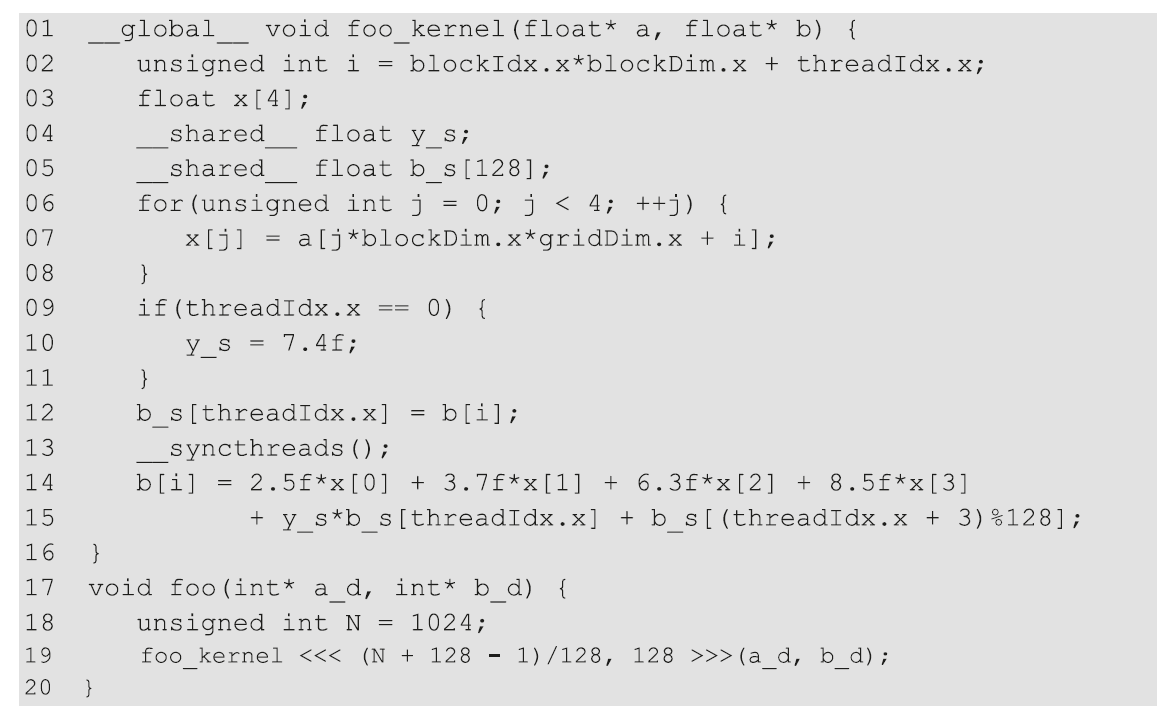 01  __global__ void foo_kernel(float* a, float* b) {
02     unsigned int i = blockIdx.x*blockDim.x + threadIdx.x;
03     float x[4];
04     __shared__ float y_s;
05     __shared__ float b_s[128];
06     for(unsigned int j = 0; j < 4; ++j) {
07        x[j] = a[j*blockDim.x*gridDim.x + i];
08     }
09     if(threadIdx.x == 0) {
10        y_s = 7.4f;
11     }
12     b_s[threadIdx.x] = b[i];
13     __syncthreads();
14     b[i] = 2.5f*x[0] + 3.7f*x[1] + 6.3f*x[2] + 8.5f*x[3]
15            + y_s*b_s[threadIdx.x] + b_s[(threadIdx.x + 3)%128];
16  }
17  void foo(int* a_d, int* b_d) {
18     unsigned int N = 1024;
19     foo_kernel <<< (N + 128 - 1)/128, 128 >>>(a_d, b_d);
20  }